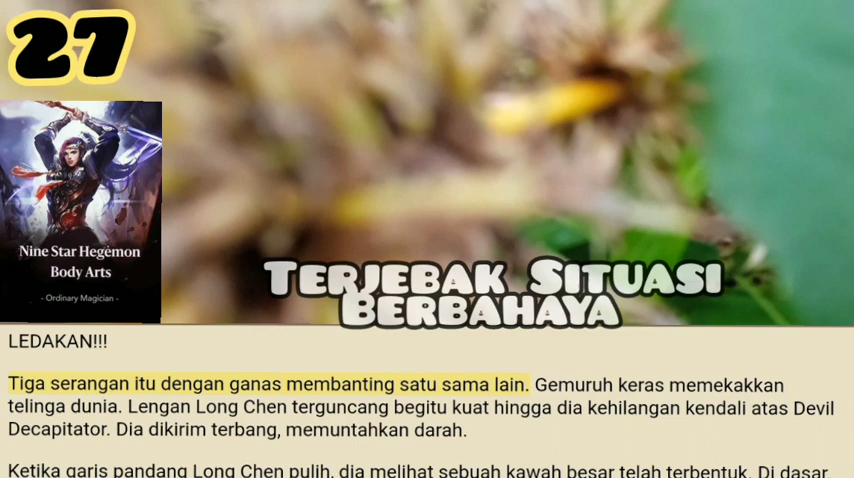 27
Nine Star Hegemon
Body Arts
- Ordinary Magician -
TERJEBAK SITUASI
BERBAHAYA
LEDAKAN!!!
Tiga serangan itu dengan ganas membanting satu sama lain. Gemuruh keras memekakkan
telinga dunia. Lengan Long Chen terguncang begitu kuat hingga dia kehilangan kendali atas Devil
Decapitator. Dia dikirim terbang, memuntahkan darah.
Ketika garis pandang Long Chen pulih, dia melihat sebuah kawah besar telah terbentuk. Di dasar,